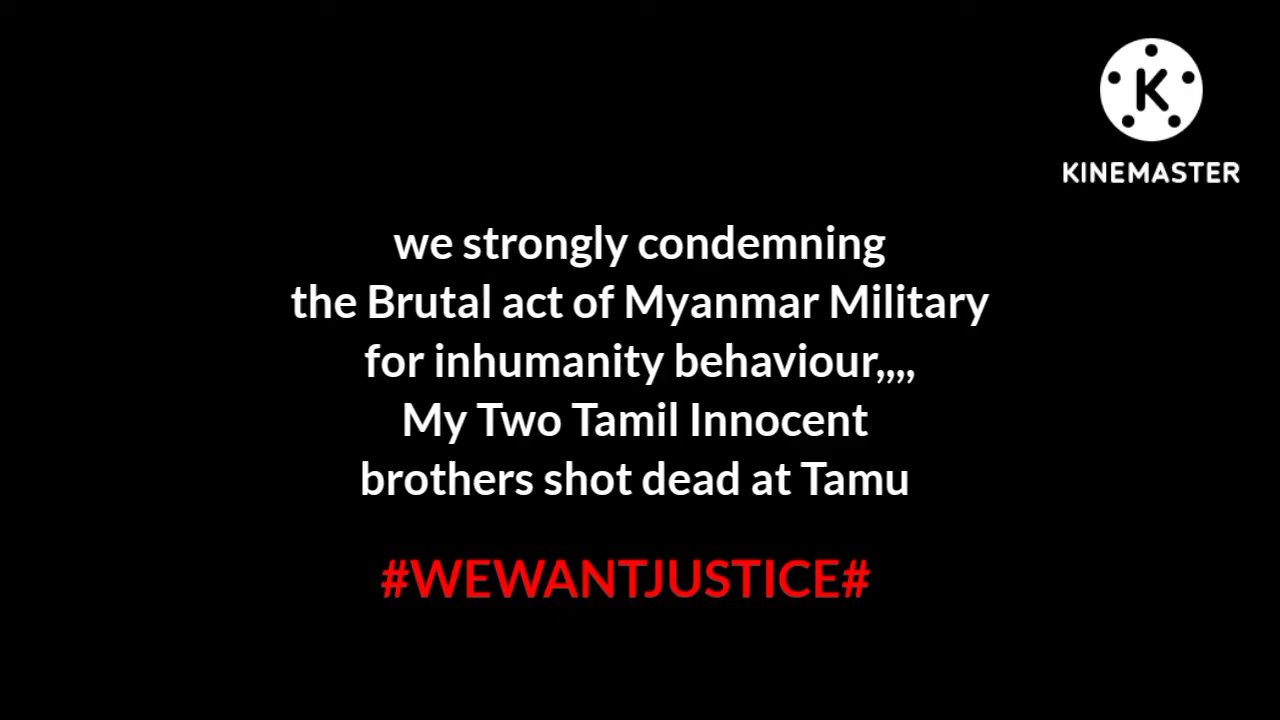 K
KINEMASTER
we strongly condemning
the Brutal act of Myanmar Military
for inhumanity behaviour,,,,
My Two Tamil Innocent
brothers shot dead at Tamu
#WEWANTJUSTICE#